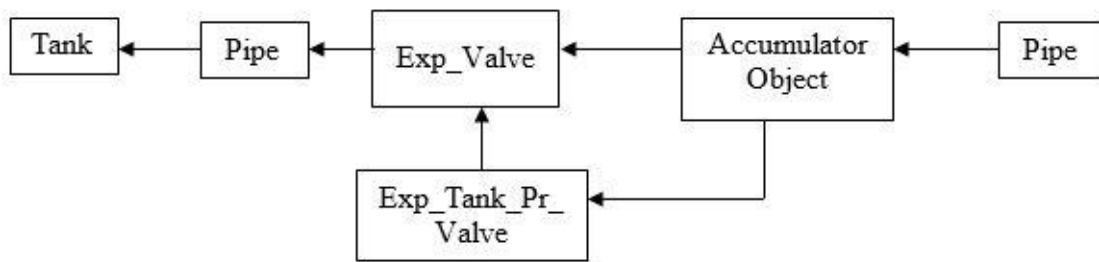 Tank
Pipe
Exp_Valve
Accumulator
Object
Pipe
Exp_Tank_Pr_
Valve